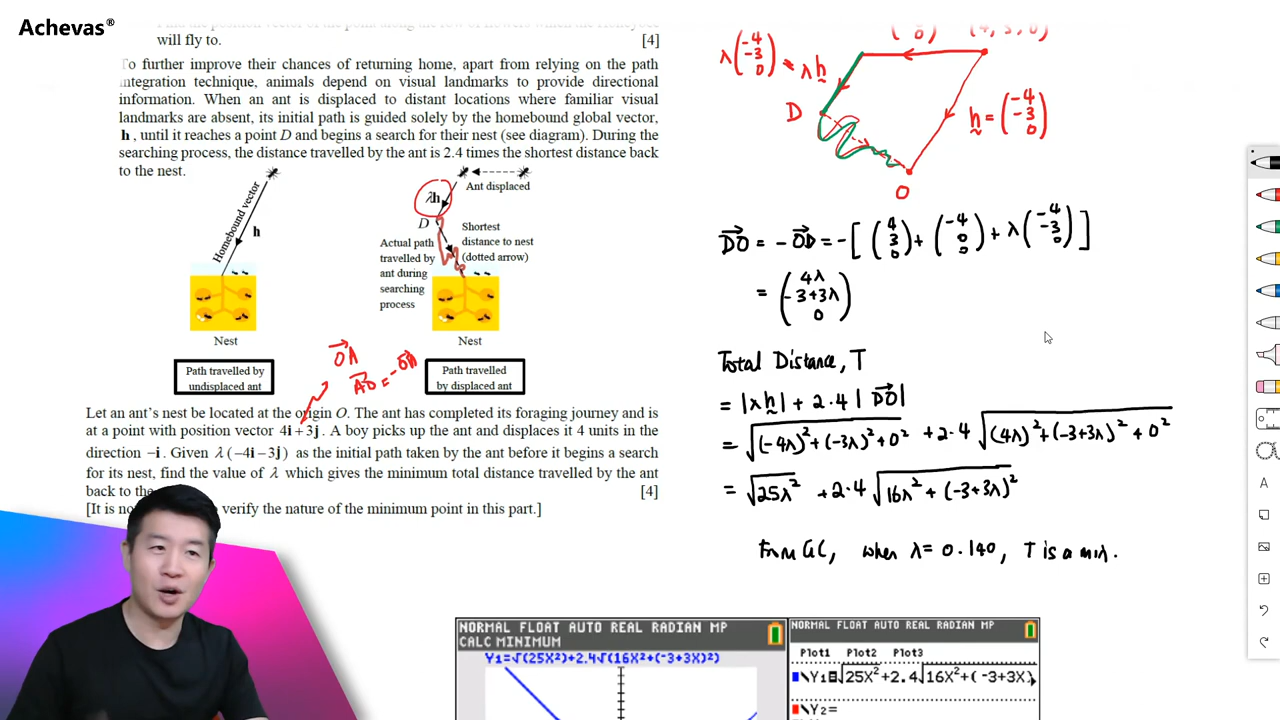 Achevas®
will fly to. [4]
To further improve their chances of returning home, apart from relying on the path
integration technique, animals depend on visual landmarks to provide directional
information. When an ant is displaced to distant locations where familiar visual
landmarks are absent, its initial path is guided solely by the homebound global vector,
h, until it reaches a point D and begins a search for their nest (see diagram). During the
searching process, the distance travelled by the ant is 2.4 times the shortest distance back
to the nest.
Homebound vector
h
Nest
Path travelled by
undisplaced ant
Ant displaced
λh
D
Shortest
distance to nest
(dotted arrow)
Actual path
travelled by
ant during
searching
process
Nest
Path travelled
by displaced ant
→OA
→AO = -→OA
Let an ant's nest be located at the origin O. The ant has completed its foraging journey and is
at a point with position vector 4i + 3j. A boy picks up the ant and displaces it 4 units in the
direction −i. Given λ(−4i − 3j) as the initial path taken by the ant before it begins a search
for its nest, find the value of λ which gives the minimum total distance travelled by the ant
back to the [4]
[It is no verify the nature of the minimum point in this part.]
λ(-4 -3 0) = λh
D
h = (-4 -3 0)
O
→DO = -→OD = -[(4 3 0) + (-4 0 0) + λ(-4 -3 0)]
= (4λ -3+3λ 0)
Total Distance, T
= |λh| + 2.4|→DO|
= √((-4λ)²+(-3λ)²+0²) + 2.4 √((4λ)²+(-3+3λ)²+0²)
= √(25λ²) + 2.4 √(16λ²+(-3+3λ)²)
From GC, when λ = 0.140, T is a min.
NORMAL FLOAT AUTO REAL RADIAN MP
CALC MINIMUM
Y1=√(25X²)+2.4√(16X²+(-3+3X)²)
NORMAL FLOAT AUTO REAL RADIAN MP
Plot1 Plot2 Plot3
\Y1=√25X²+2.4√16X²+(-3+3X)
\Y2=